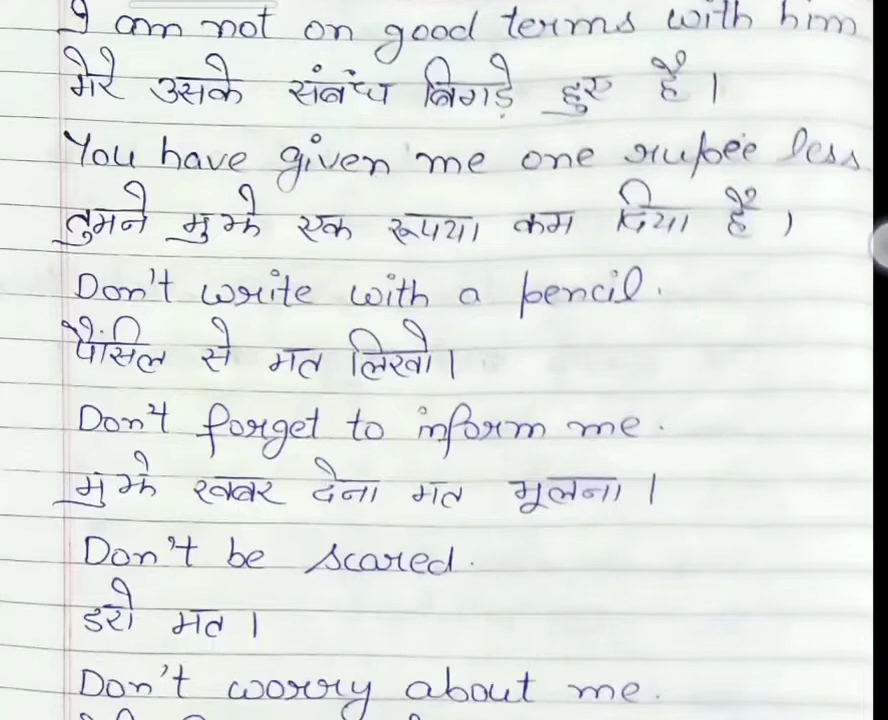 I am not on good terms with him
मेरे उसके संबंध बिगड़े हुए है।
You have given me one rupee less
तुमने मुझे एक रूपया कम दिया है।
Don't write with a pencil.
पैंसिल से मत लिखो।
Don't forget to inform me.
मुझे खबर देना मत भूलना।
Don't be scared.
डरो मत।
Don't worry about me.